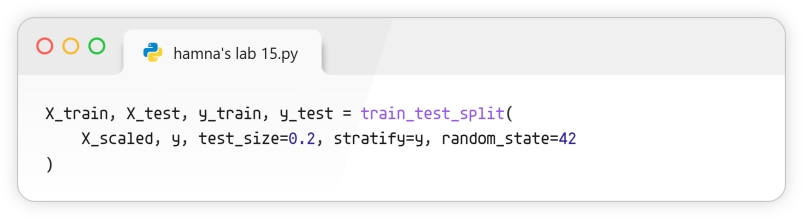 hamna's lab 15.py
X_train, X_test, y_train, y_test = train_test_split(
    X_scaled, y, test_size=0.2, stratify=y, random_state=42
)